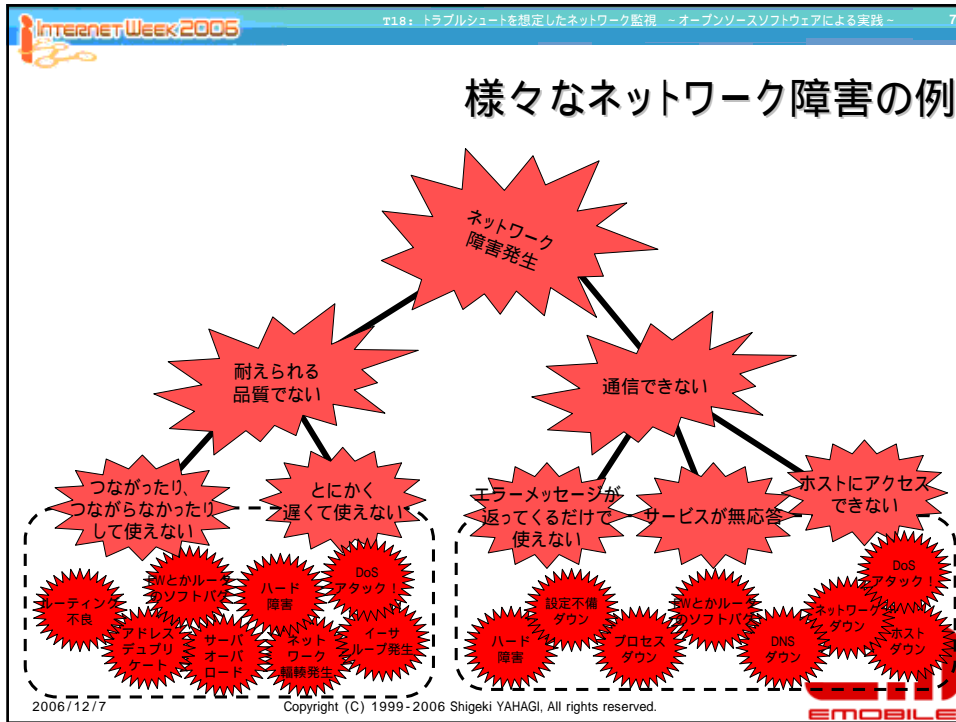 INTERNET WEEK 2006
T18: トラブルシュートを想定したネットワーク監視 ~オープンソースソフトウェアによる実践~
7
様々なネットワーク障害の例
ネットワーク
障害発生
耐えられる
品質でない
通信できない
つながったり、
つながらなかったり
して使えない
とにかく
遅くて使えない
エラーメッセージが
返ってくるだけで
使えない
サービスが無応答
ホストにアクセス
できない
ルーティング
不良
アドレス
デュプリ
ケート
SWとかルータ
のソフトバグ
サーバ
オーバ
ロード
ハード
障害
ネット
ワーク
輻輳発生
DoS
アタック！
イーサ
ループ発生
ハード
障害
設定不備
ダウン
プロセス
ダウン
SWとかルータ
のソフトバグ
DNS
ダウン
ネットワーク
ダウン
DoS
アタック！
ホスト
ダウン
2006/12/7
Copyright (C) 1999-2006 Shigeki YAHAGI, All rights reserved.
EMOBILE